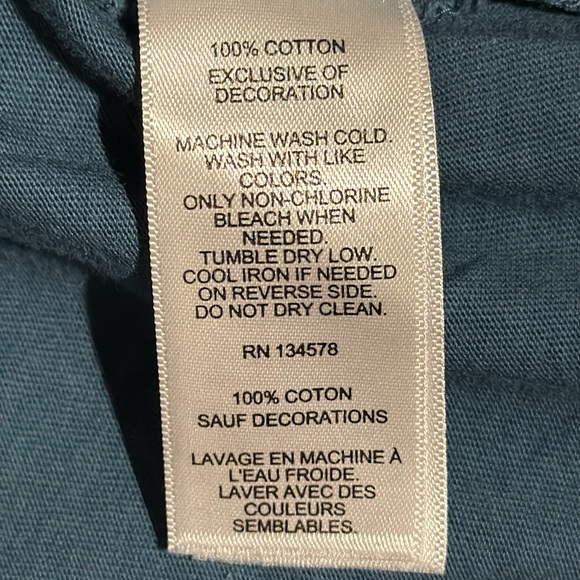 100% COTTON
EXCLUSIVE OF
DECORATION
MACHINE WASH COLD.
WASH WITH LIKE
COLORS.
ONLY NON-CHLORINE
BLEACH WHEN
NEEDED.
TUMBLE DRY LOW.
COOL IRON IF NEEDED
ON REVERSE SIDE.
DO NOT DRY CLEAN.
RN 134578
100% COTON
SAUF DECORATIONS
LAVAGE EN MACHINE À
L'EAU FROIDE.
LAVER AVEC DES
COULEURS
SEMBLABLES.